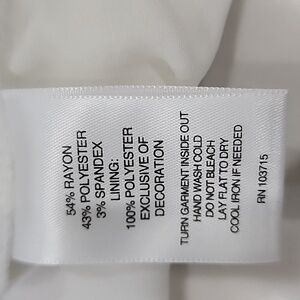 54% RAYON
43% POLYESTER
3% SPANDEX
LINING:
100% POLYESTER
EXCLUSIVE OF
DECORATION
TURN GARMENT INSIDE OUT
HAND WASH COLD
DO NOT BLEACH
LAY FLAT TO DRY
COOL IRON IF NEEDED
RN 103715